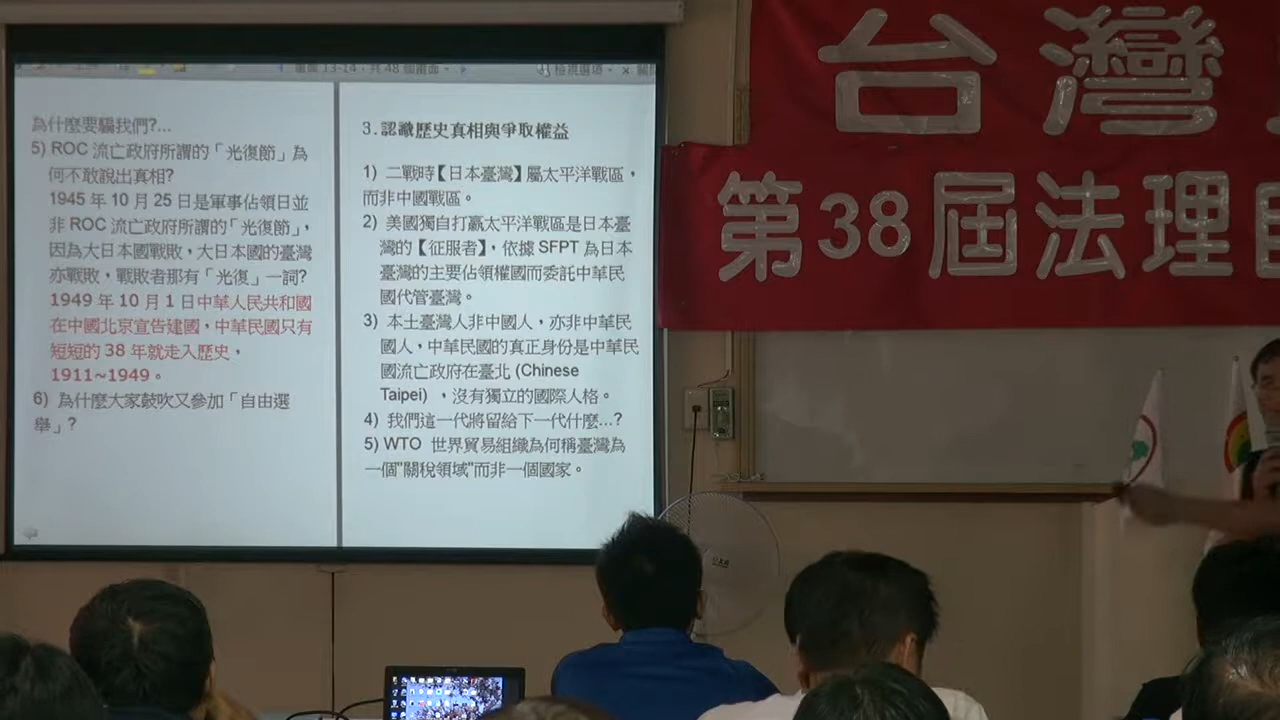 為什麼要騙我們?...
5) ROC 流亡政府所謂的「光復節」為
何不敢說出真相?
1945 年 10 月 25 日是軍事佔領日並
非 ROC 流亡政府所謂的「光復節」,
因為大日本國戰敗，大日本國的臺灣
亦戰敗，戰敗者那有「光復」一詞?
1949 年 10 月 1 日中華人民共和國
在中國北京宣告建國，中華民國只有
短短的 38 年就走入歷史，
1911~1949。
6) 為什麼大家鼓吹又參加「自由選
舉」?
3.認識歷史真相與爭取權益
1) 二戰時【日本臺灣】屬太平洋戰區，
而非中國戰區。
2) 美國獨自打贏太平洋戰區是日本臺
灣的【征服者】，依據 SFPT 為日本
臺灣的主要佔領權國而委託中華民
國代管臺灣。
3) 本土臺灣人非中國人，亦非中華民
國人，中華民國的真正身份是中華民
國流亡政府在臺北 (Chinese
Taipei) ，沒有獨立的國際人格。
4) 我們這一代將留給下一代什麼...?
5) WTO 世界貿易組織為何稱臺灣為
一個"關稅領域"而非一個國家。
台灣
第38屆法理